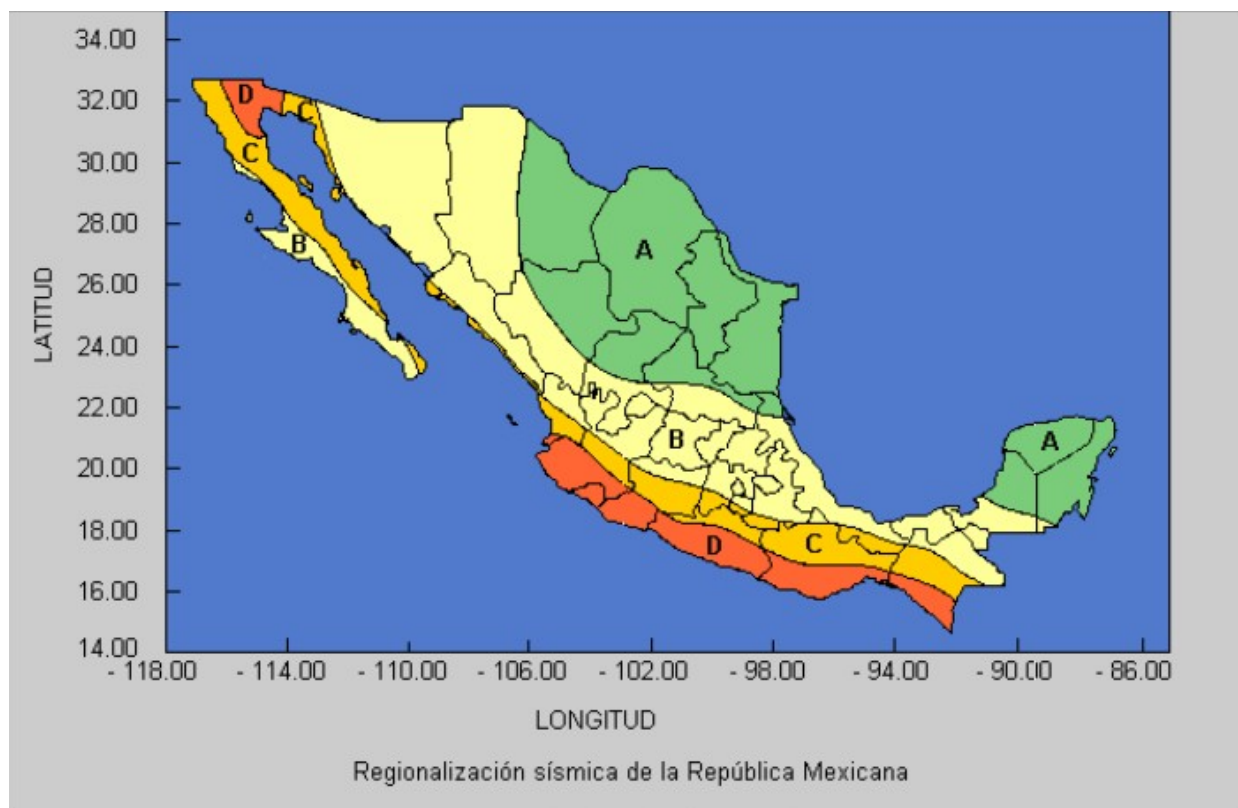 34.00
32.00
30.00
28.00
26.00
24.00
22.00
20.00
18.00
16.00
14.00
LATITUD
D
C
C
B
A
B
A
D
C
- 118.00 - 114.00 - 110.00 - 106.00 - 102.00 - 98.00 - 94.00 - 90.00 - 86.00
LONGITUD
Regionalización sísmica de la República Mexicana